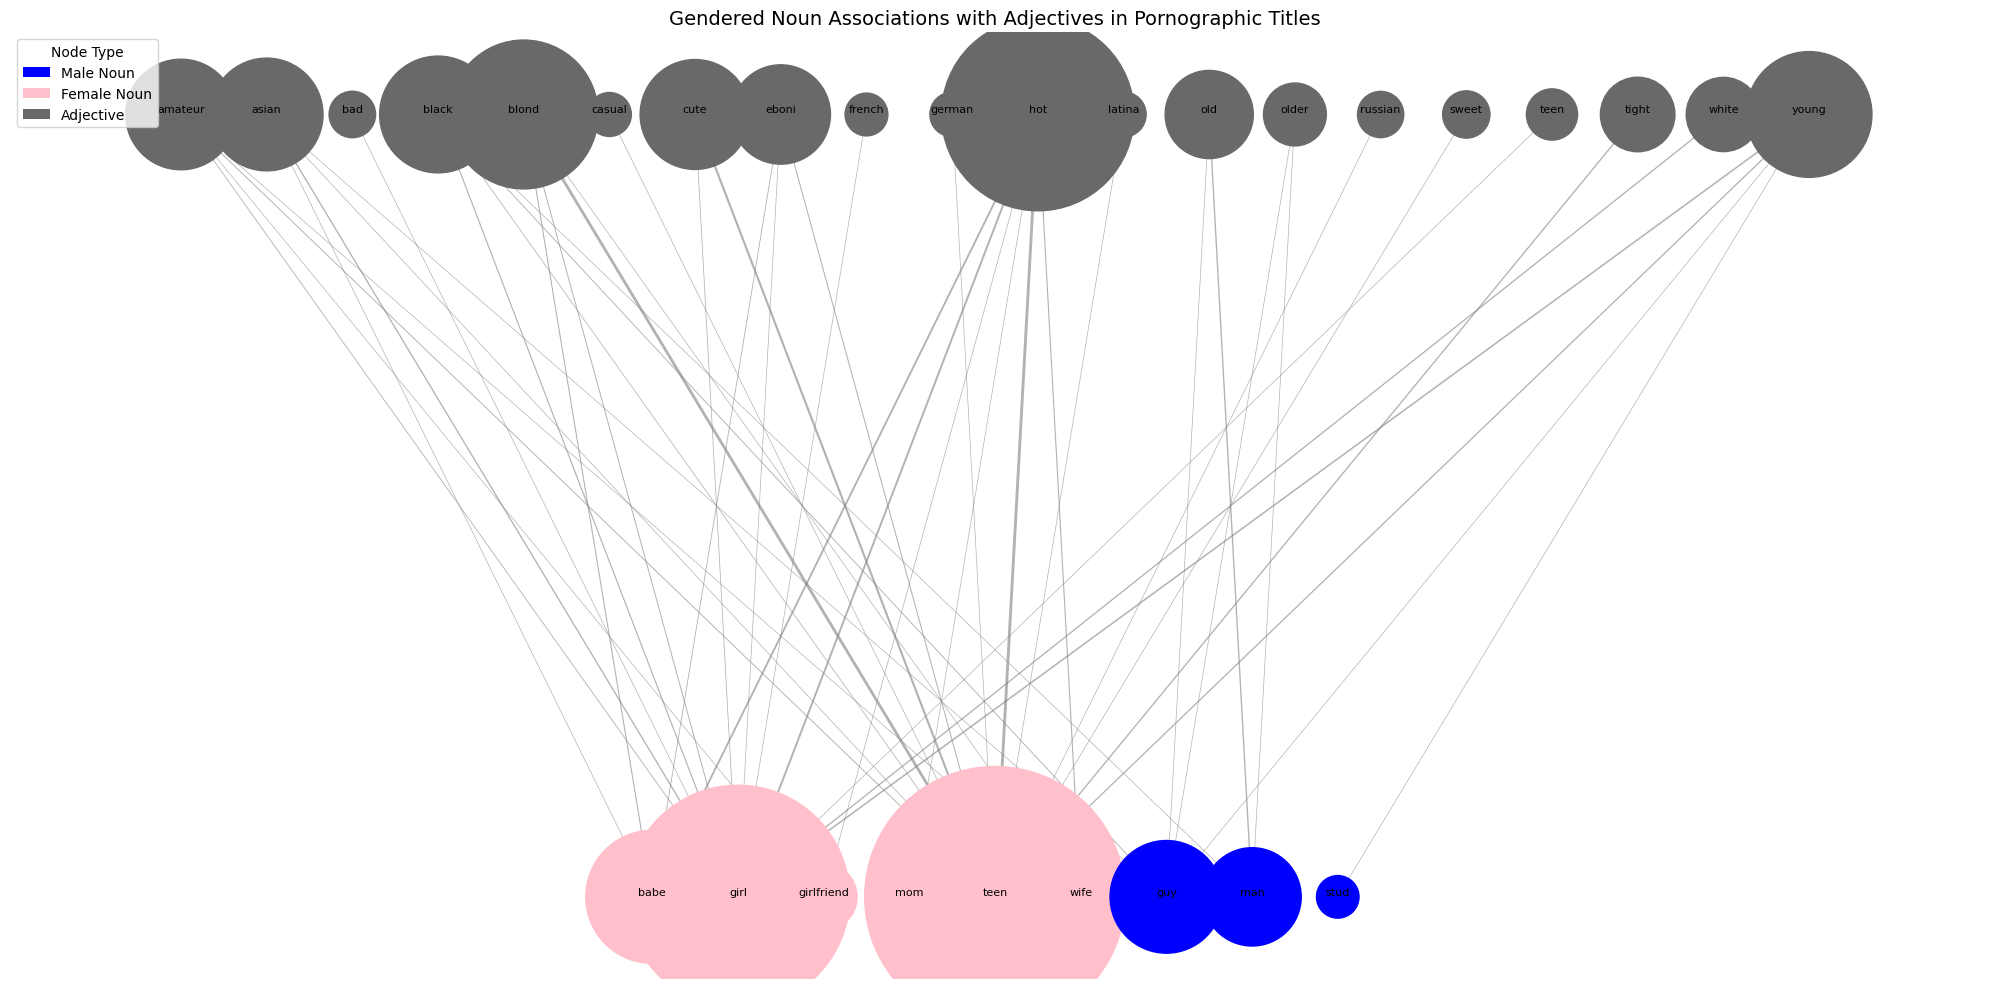 Gendered Noun Associations with Adjectives in Pornographic Titles
Node Type
Male Noun
Female Noun
Adjective
amateur
asian
bad
black
blond
casual
cute
eboni
french
german
hot
latina
old
older
russian
sweet
teen
tight
white
young
babe
girl
girlfriend
mom
teen
wife
guy
man
stud